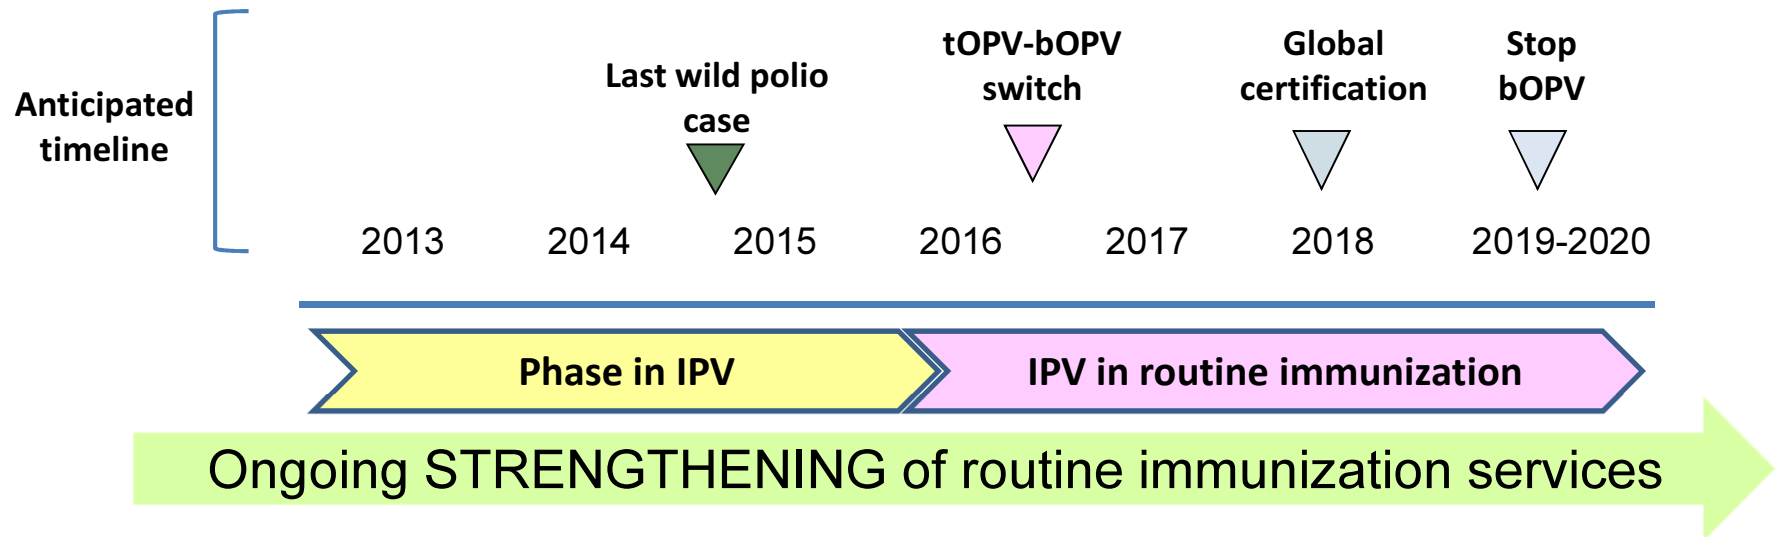 Anticipated
timeline
Last wild polio
case
tOPV-bOPV
switch
Global
certification
Stop
bOPV
2013 2014 2015 2016 2017 2018 2019-2020
Phase in IPV
IPV in routine immunization
Ongoing STRENGTHENING of routine immunization services